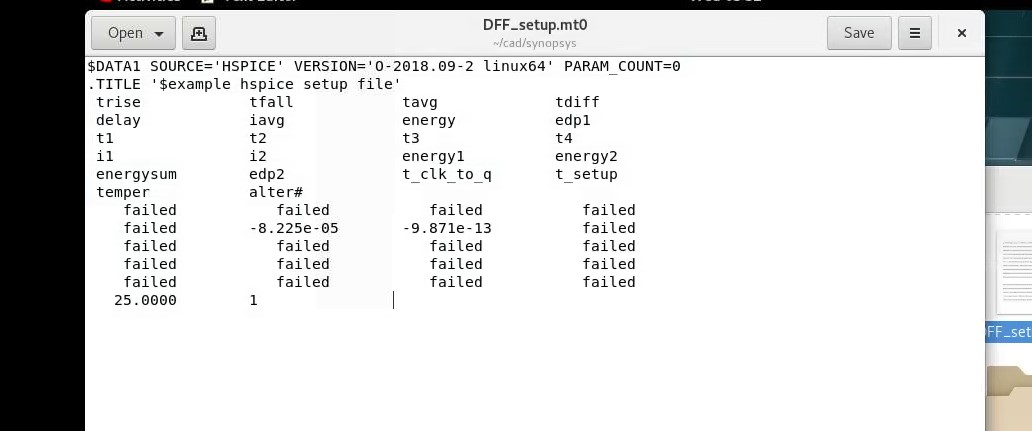 Text Editor
Open DFF_setup.mt0 Save
~/cad/synopsys
$DATA1 SOURCE='HSPICE' VERSION='O-2018.09-2 linux64' PARAM_COUNT=0
.TITLE '$example hspice setup file'
trise tfall tavg tdiff
delay iavg energy edp1
t1 t2 t3 t4
i1 i2 energy1 energy2
energysum edp2 t_clk_to_q t_setup
temper alter#
failed failed failed failed
failed -8.225e-05 -9.871e-13 failed
failed failed failed failed
failed failed failed failed
failed failed failed failed
25.0000 1
DFF_set